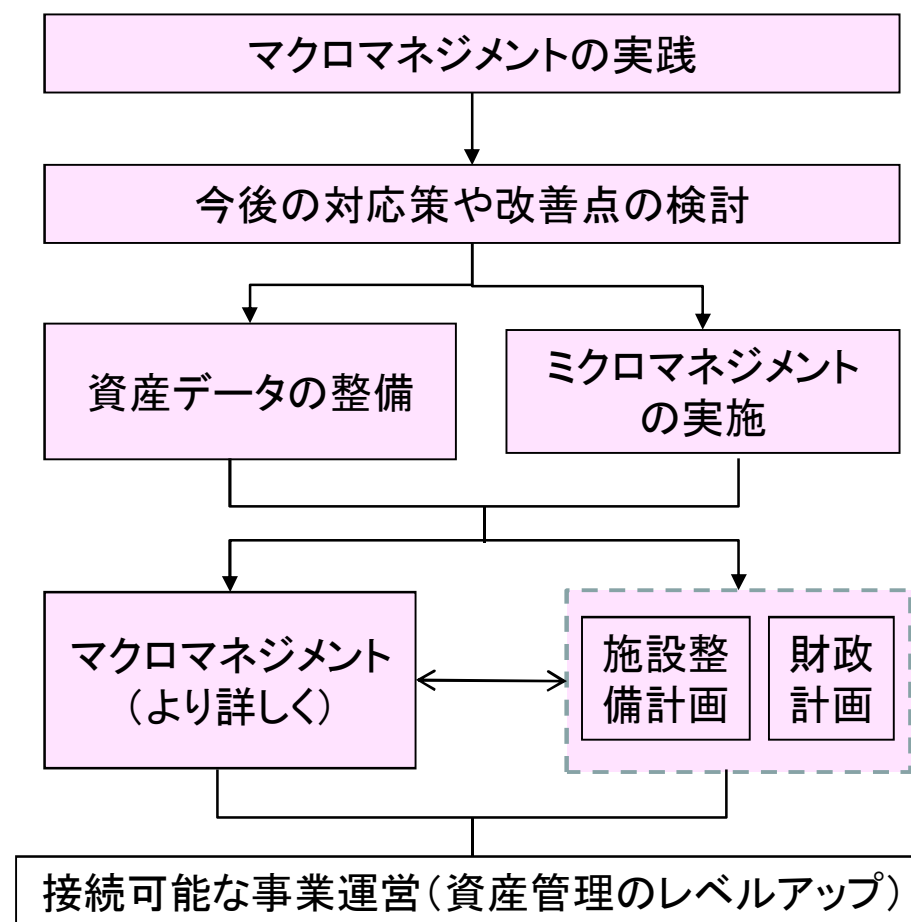 マクロマネジメントの実践
今後の対応策や改善点の検討
資産データの整備
ミクロマネジメント
の実施
マクロマネジメント
（より詳しく）
施設整
備計画
財政
計画
接続可能な事業運営（資産管理のレベルアップ）